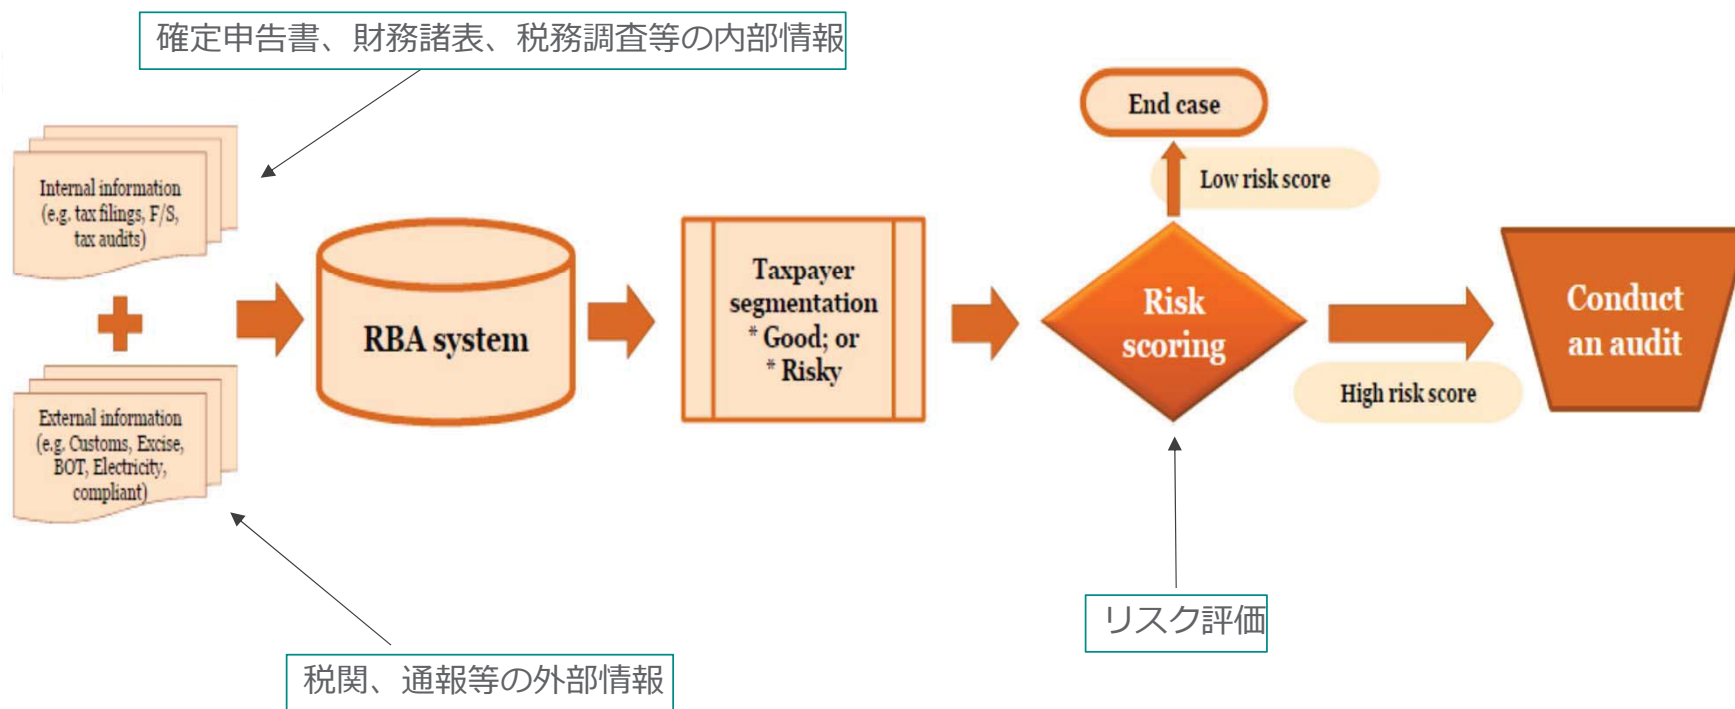 確定申告書、財務諸表、税務調査等の内部情報
Internal information
(e.g. tax filings, F/S,
tax audits)
External information
(e.g. Customs, Excise,
BOT, Electricity,
compliant)
税関、通報等の外部情報
RBA system
Taxpayer
segmentation
* Good; or
* Risky
End case
Low risk score
Risk
scoring
リスク評価
High risk score
Conduct
an audit